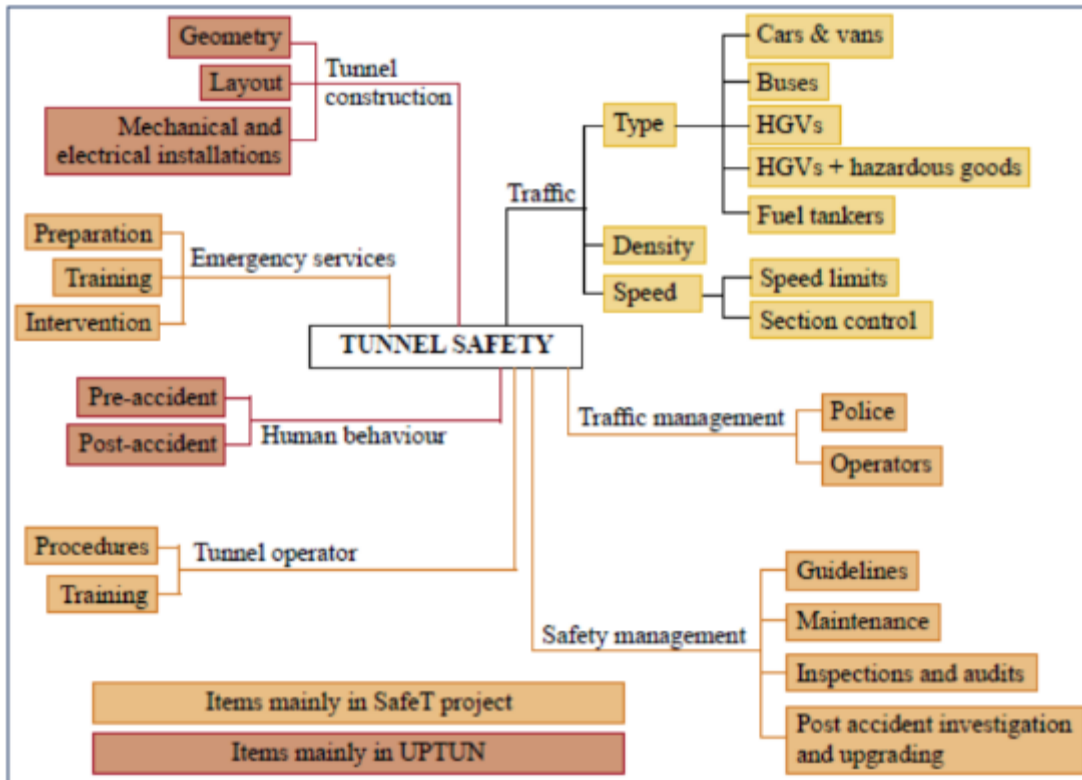 Geometry
Layout
Mechanical and
electrical installations
Tunnel
construction
Preparation
Training
Intervention
Emergency services
Traffic
Type
Cars & vans
Buses
HGVs
HGVs + hazardous goods
Fuel tankers
Density
Speed
Speed limits
Section control
TUNNEL SAFETY
Pre-accident
Post-accident
Human behaviour
Traffic management
Police
Operators
Procedures
Training
Tunnel operator
Safety management
Guidelines
Maintenance
Inspections and audits
Post accident investigation
and upgrading
Items mainly in SafeT project
Items mainly in UPTUN